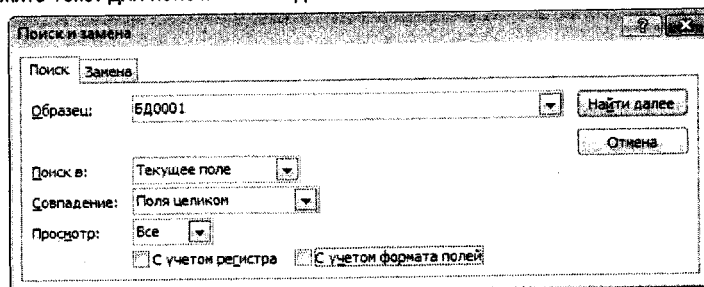 Поиск и замена
Поиск Замена
Образец: БД0001 Найти далее
Отмена
Поиск в: Текущее поле
Совпадение: Поля целиком
Просмотр: Все
С учетом регистра С учетом формата полей